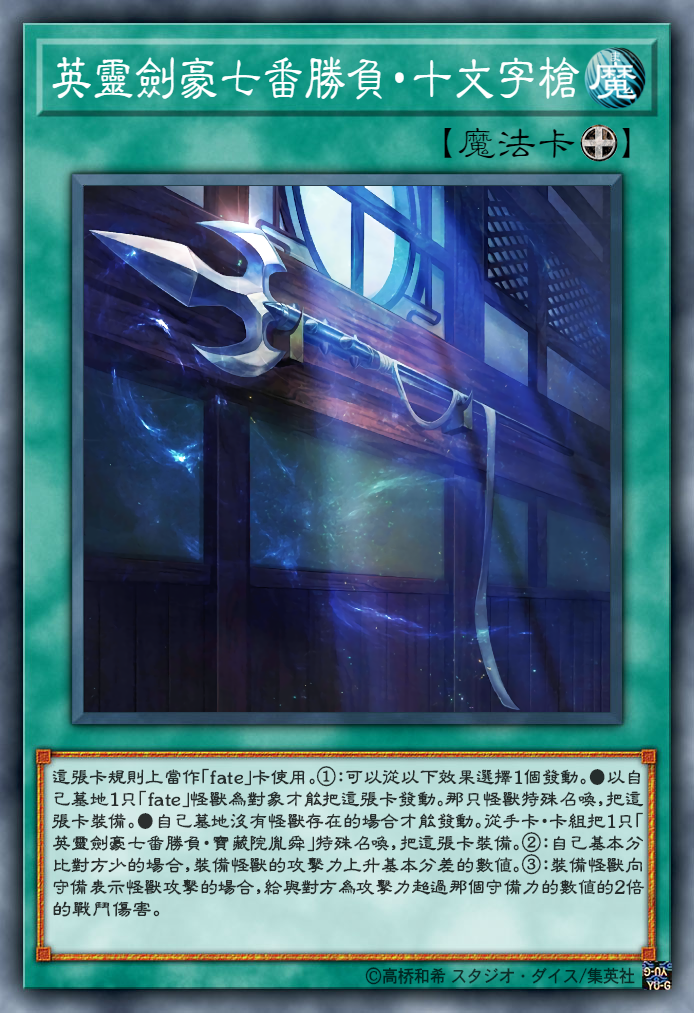 英靈劍豪七番勝負・十文字槍
魔
【魔法卡】
這張卡規則上當作「fate」卡使用。①:可以從以下效果選擇1個發動。●以自
己墓地1只「fate」怪獸為對象才能把這張卡發動。那只怪獸特殊召喚,把這
張卡裝備。●自己墓地沒有怪獸存在的場合才能發動。從手卡·卡組把1只「
英靈劍豪七番勝負·寶藏院胤舜」特殊召喚,把這張卡裝備。②:自己基本分
比對方少的場合,裝備怪獸的攻擊力上升基本分差的數值。③:裝備怪獸向
守備表示怪獸攻擊的場合,給與對方為攻擊力超過那個守備力的數值的2倍
的戰鬥傷害。
©高桥和希 スタジオ・ダイス/集英社